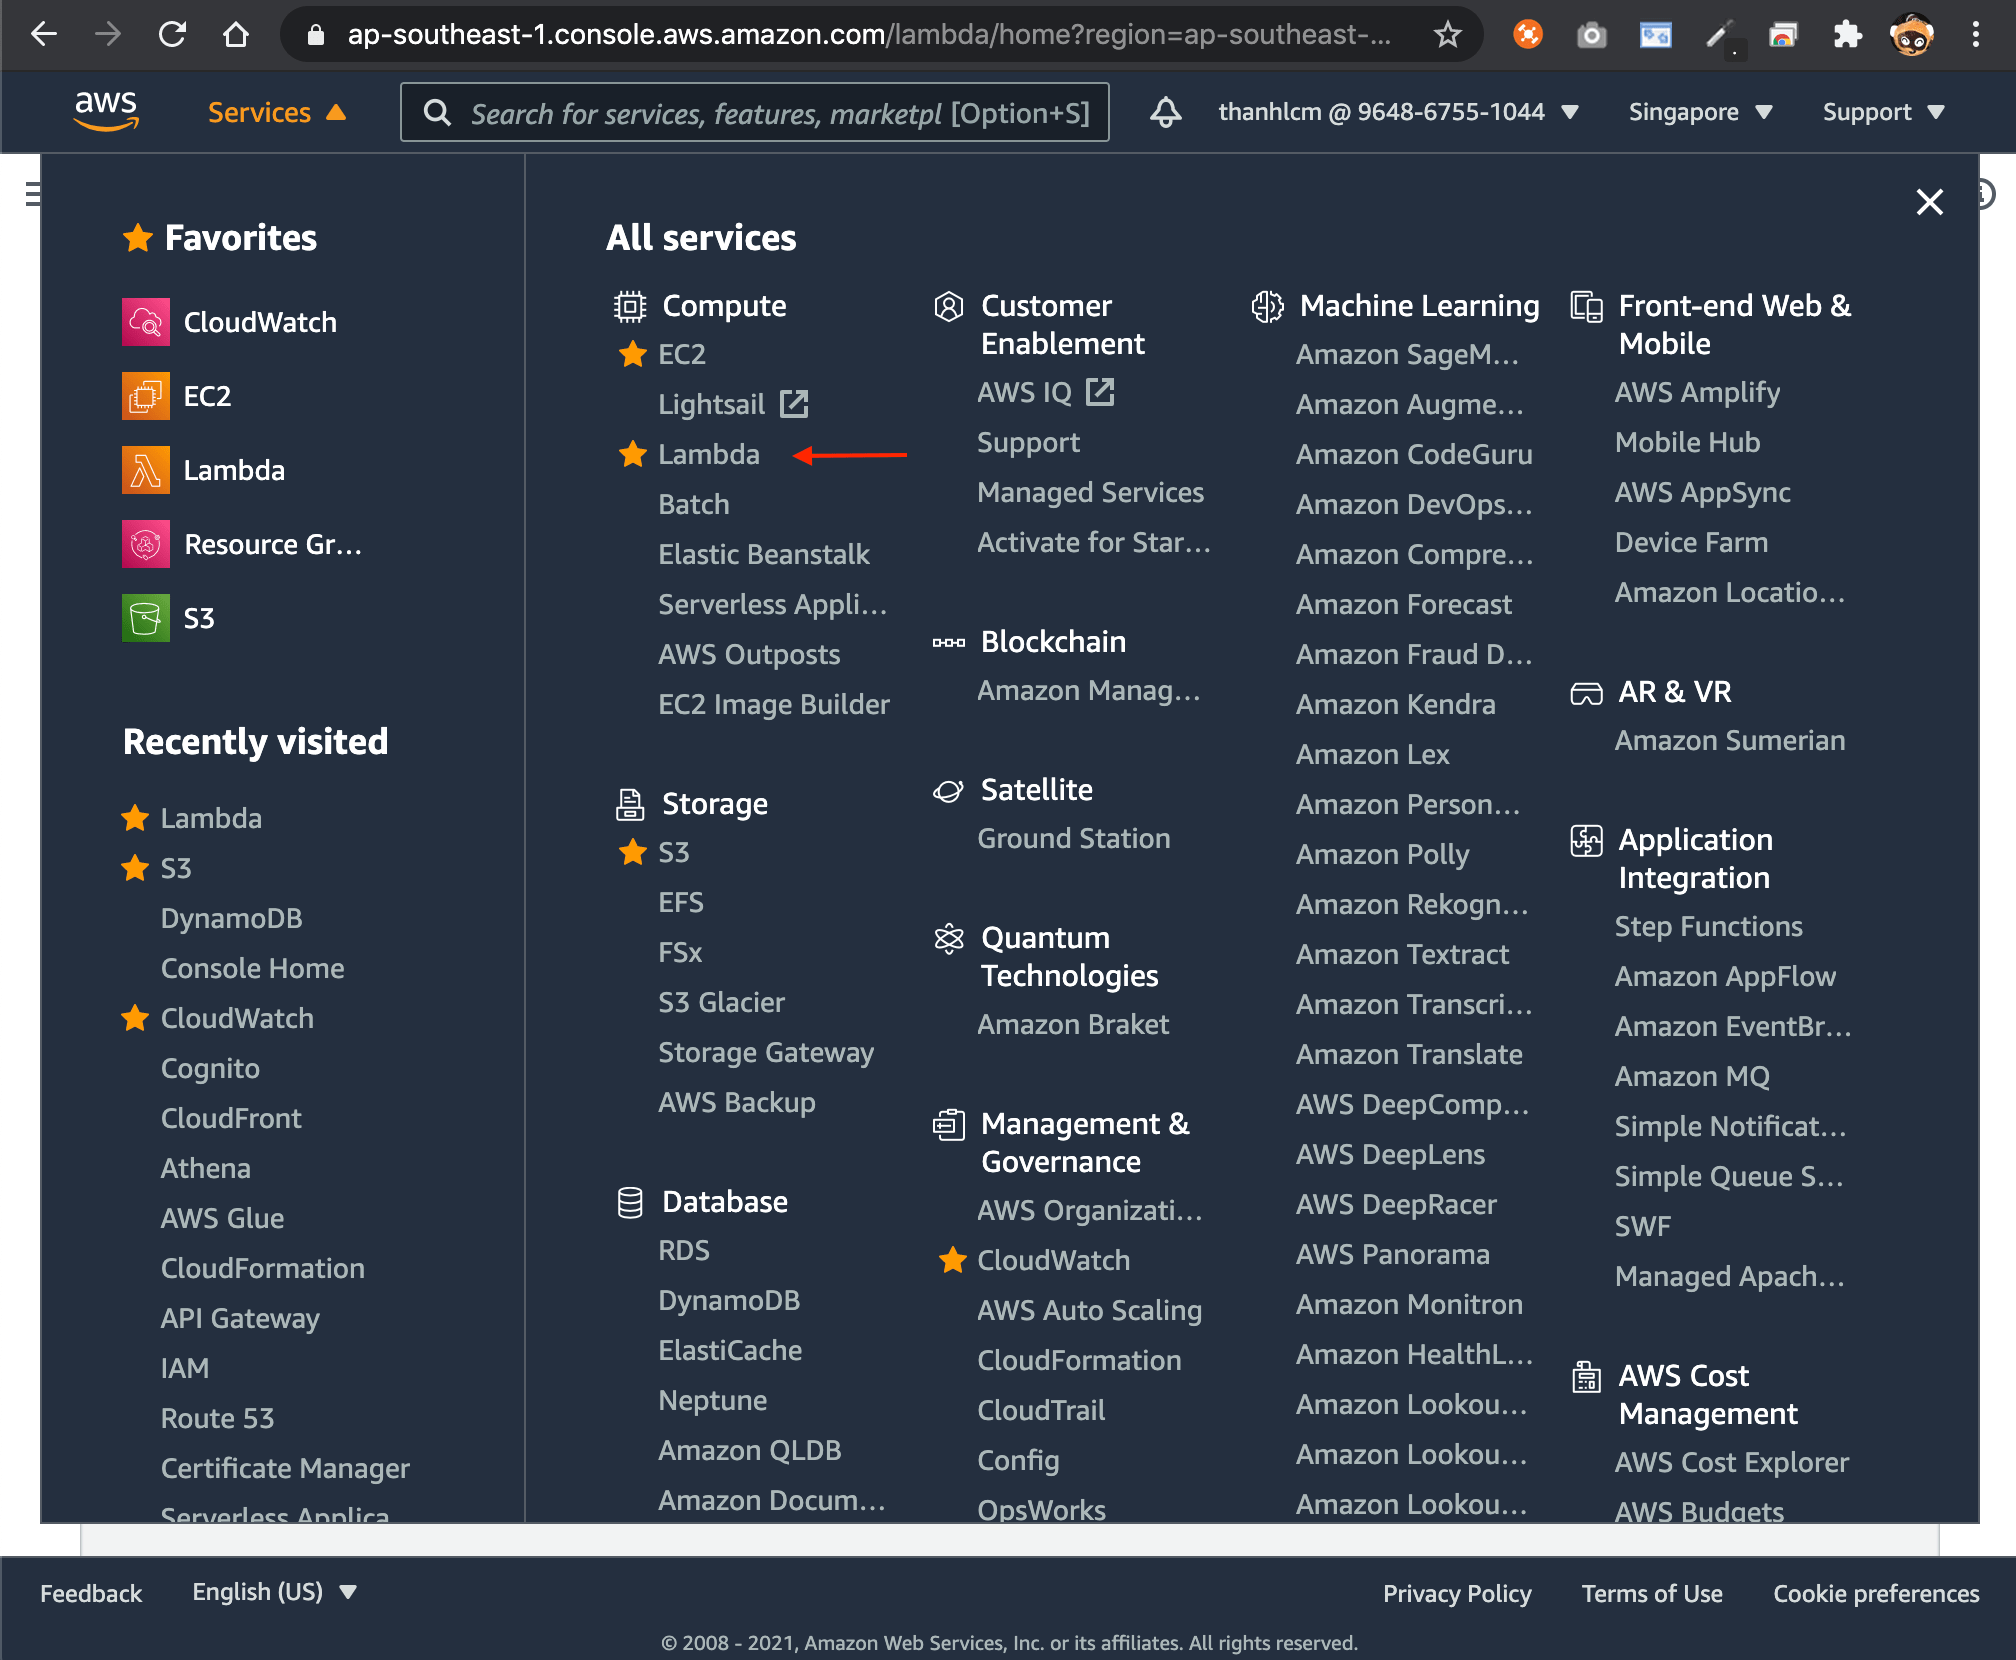 ap-southeast-1.console.aws.amazon.com/lambda/home?region=ap-southeast-...
aws
Services
Search for services, features, marketpl [Option+S]
thanhlcm @ 9648-6755-1044
Singapore
Support
Favorites
CloudWatch
EC2
Lambda
Resource Gr...
S3
Recently visited
Lambda
S3
DynamoDB
Console Home
CloudWatch
Cognito
CloudFront
Athena
AWS Glue
CloudFormation
API Gateway
IAM
Route 53
Certificate Manager
Serverless Applica
All services
Compute
EC2
Lightsail
Lambda
Batch
Elastic Beanstalk
Serverless Appli...
AWS Outposts
EC2 Image Builder
Storage
S3
EFS
FSx
S3 Glacier
Storage Gateway
AWS Backup
Database
RDS
DynamoDB
ElastiCache
Neptune
Amazon QLDB
Amazon Docum...
Customer
Enablement
AWS IQ
Support
Managed Services
Activate for Star...
Blockchain
Amazon Manag...
Satellite
Ground Station
Quantum
Technologies
Amazon Braket
Management &
Governance
AWS Organizati...
CloudWatch
AWS Auto Scaling
CloudFormation
CloudTrail
Config
OpsWorks
Machine Learning
Amazon SageM...
Amazon Augme...
Amazon CodeGuru
Amazon DevOps...
Amazon Compre...
Amazon Forecast
Amazon Fraud D...
Amazon Kendra
Amazon Lex
Amazon Person...
Amazon Polly
Amazon Rekogn...
Amazon Textract
Amazon Transcri...
Amazon Translate
AWS DeepComp...
AWS DeepLens
AWS DeepRacer
AWS Panorama
Amazon Monitron
Amazon HealthL...
Amazon Lookou...
Amazon Lookou...
Amazon Lookou...
Front-end Web &
Mobile
AWS Amplify
Mobile Hub
AWS AppSync
Device Farm
Amazon Locatio...
AR & VR
Amazon Sumerian
Application
Integration
Step Functions
Amazon AppFlow
Amazon EventBr...
Amazon MQ
Simple Notificat...
Simple Queue S...
SWF
Managed Apach...
AWS Cost
Management
AWS Cost Explorer
AWS Budgets
Feedback
English (US)
Privacy Policy
Terms of Use
Cookie preferences
© 2008 - 2021, Amazon Web Services, Inc. or its affiliates. All rights reserved.